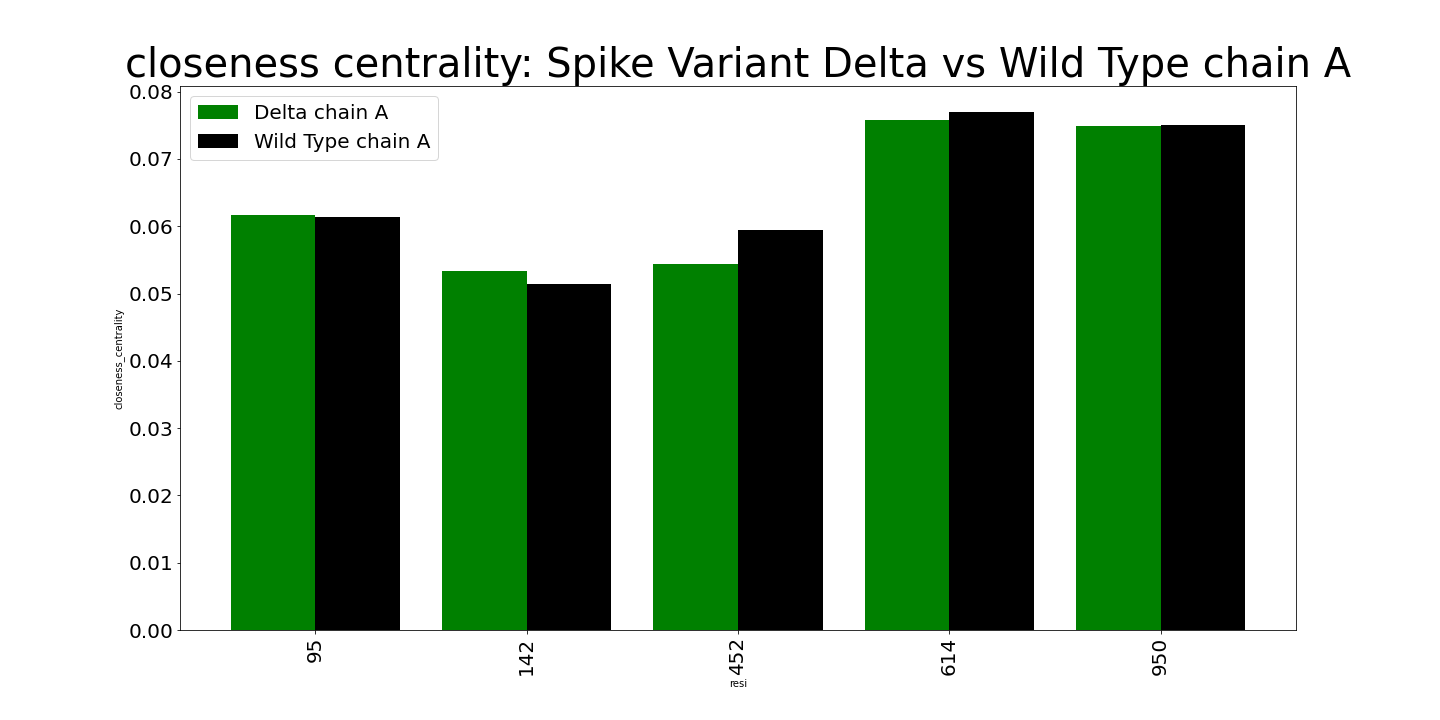 closeness centrality: Spike Variant Delta vs Wild Type chain A
Delta chain A
Wild Type chain A
closeness_centrality
0.08
0.07
0.06
0.05
0.04
0.03
0.02
0.01
0.00
95
142
452
614
950
resi